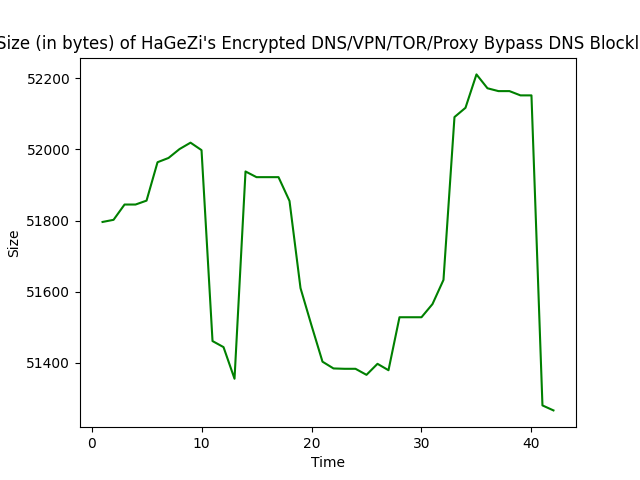 Size (in bytes) of HaGeZi's Encrypted DNS/VPN/TOR/Proxy Bypass DNS Blockl
52200
52000
51800
51600
51400
Size
0 10 20 30 40
Time